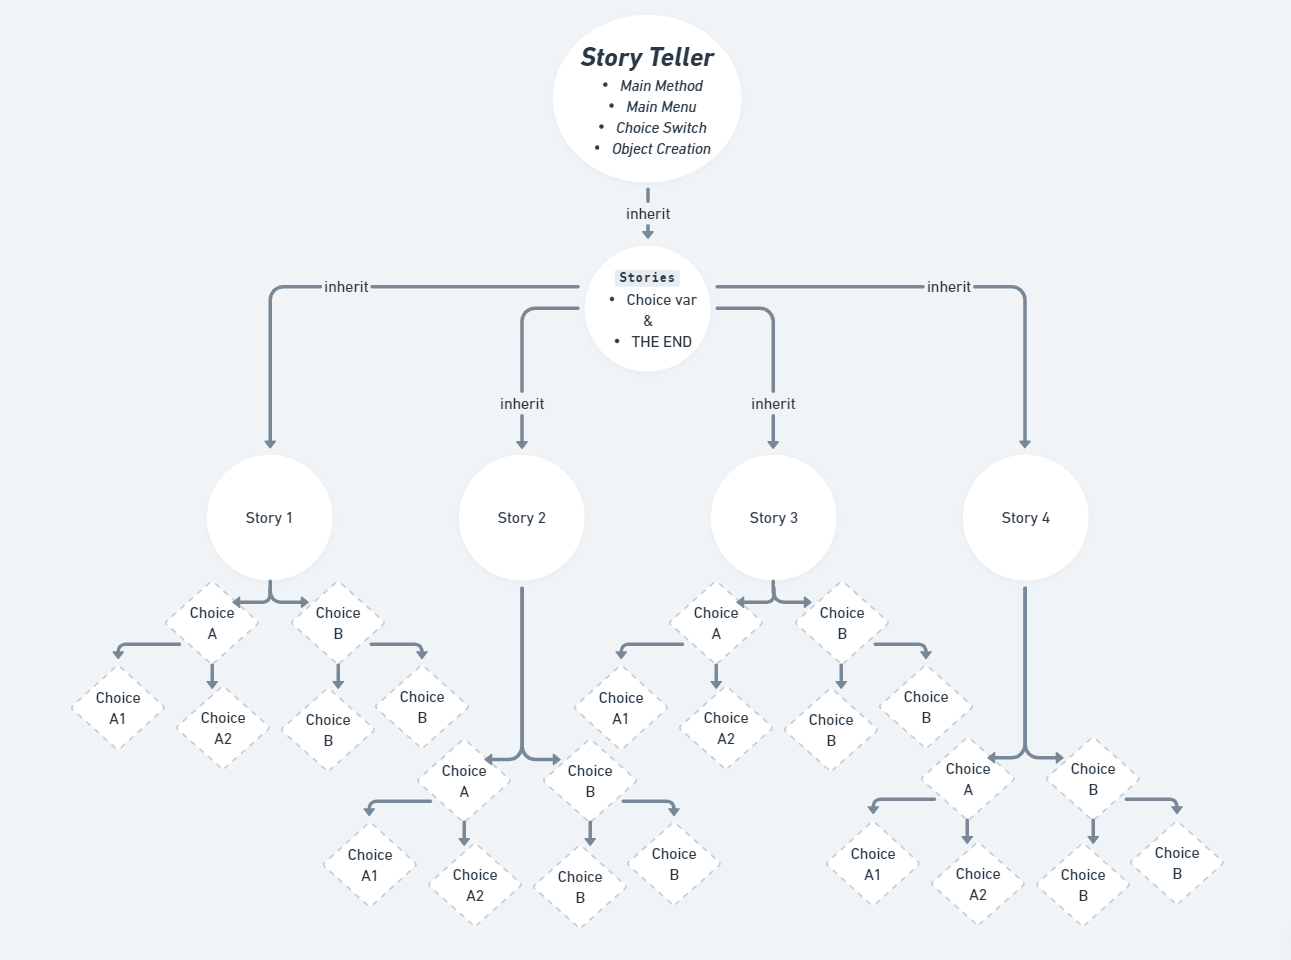 Story Teller
• Main Method
• Main Menu
• Choice Switch
• Object Creation
inherit
Stories
• Choice var
&
• THE END
inherit
inherit
inherit
inherit
Story 1
Story 2
Story 3
Story 4
Choice
A
Choice
B
Choice
A1
Choice
A2
Choice
B
Choice
B
Choice
A
Choice
B
Choice
A1
Choice
A2
Choice
B
Choice
B
Choice
A
Choice
B
Choice
A1
Choice
A2
Choice
B
Choice
B
Choice
A
Choice
B
Choice
A1
Choice
A2
Choice
B
Choice
B